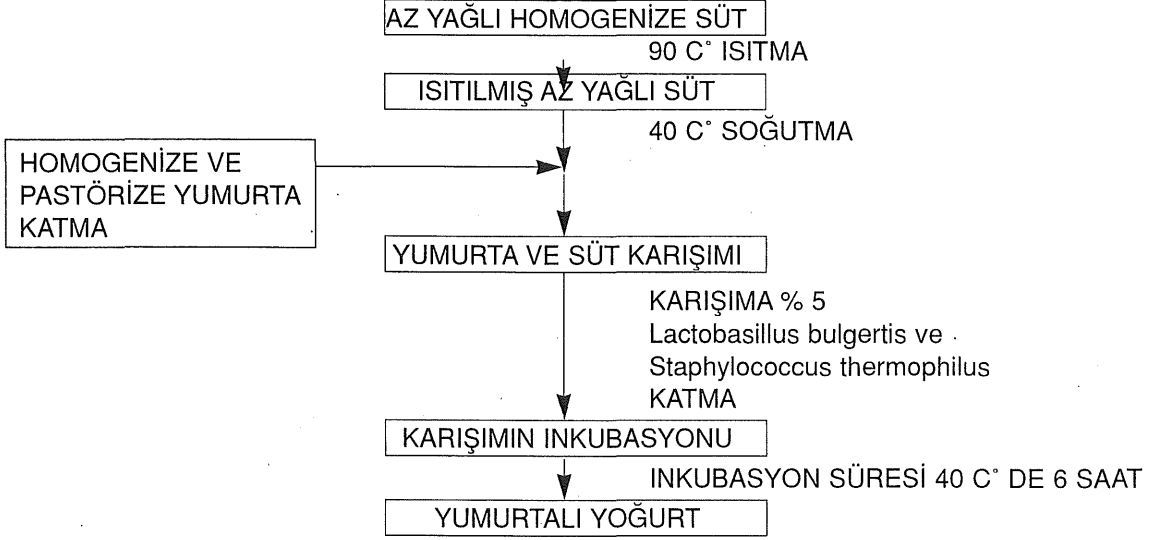 AZ YAĞLI HOMOGENİZE SÜT
90 C° ISITMA
ISITILMIŞ AZ YAĞLI SÜT
40 C° SOĞUTMA
HOMOGENİZE VE
PASTÖRİZE YUMURTA
KATMA
YUMURTA VE SÜT KARIŞIMI
KARIŞIMA % 5
Lactobasillus bulgertis ve
Staphylococcus thermophilus
KATMA
KARIŞIMIN INKUBASYONU
INKUBASYON SÜRESİ 40 C° DE 6 SAAT
YUMURTALI YOĞURT